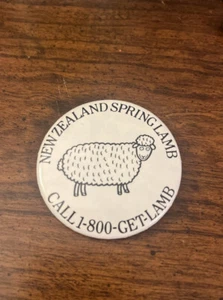 NEW ZEALAND SPRING LAMB
CALL 1-800-GET-LAMB